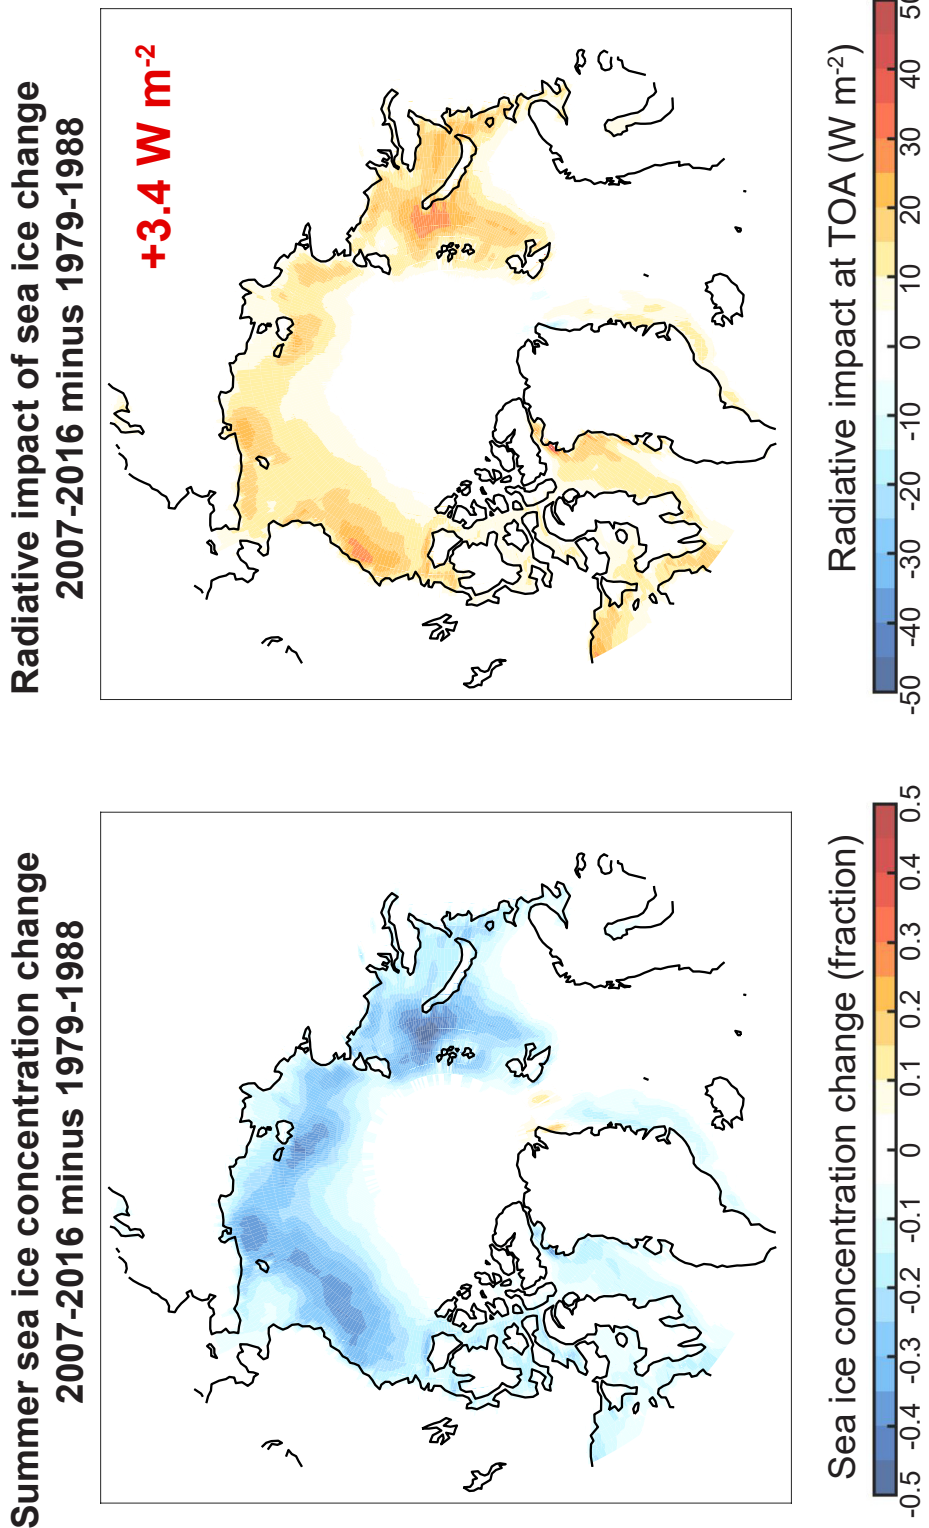 Summer sea ice concentration change
2007-2016 minus 1979-1988
Sea ice concentration change (fraction)
-0.5 -0.4 -0.3 -0.2 -0.1 0 0.1 0.2 0.3 0.4 0.5
Radiative impact of sea ice change
2007-2016 minus 1979-1988
+3.4 W m-2
Radiative impact at TOA (W m-2)
-50 -40 -30 -20 -10 0 10 20 30 40 50